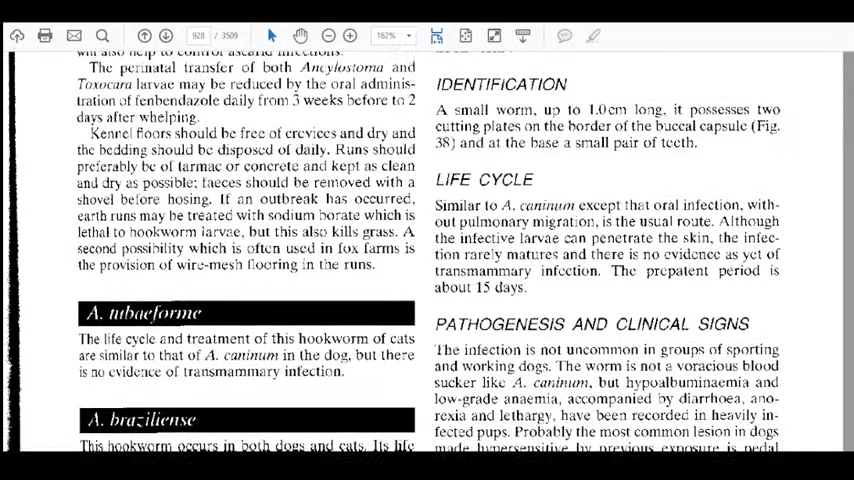 928 / 3509
162%
will also help to control ascarid infections.
The perinatal transfer of both Ancylostoma and
Toxocara larvae may be reduced by the oral adminis-
tration of fenbendazole daily from 3 weeks before to 2
days after whelping.
Kennel floors should be free of crevices and dry and
the bedding should be disposed of daily. Runs should
preferably be of tarmac or concrete and kept as clean
and dry as possible; faeces should be removed with a
shovel before hosing. If an outbreak has occurred,
earth runs may be treated with sodium borate which is
lethal to hookworm larvae, but this also kills grass. A
second possibility which is often used in fox farms is
the provision of wire-mesh flooring in the runs.
A. tubaeforme
The life cycle and treatment of this hookworm of cats
are similar to that of A. caninum in the dog, but there
is no evidence of transmammary infection.
A. braziliense
This hookworm occurs in both dogs and cats. Its life
IDENTIFICATION
A small worm, up to 1.0 cm long, it possesses two
cutting plates on the border of the buccal capsule (Fig.
38) and at the base a small pair of teeth.
LIFE CYCLE
Similar to A. caninum except that oral infection, with-
out pulmonary migration, is the usual route. Although
the infective larvae can penetrate the skin, the infec-
tion rarely matures and there is no evidence as yet of
transmammary infection. The prepatent period is
about 15 days.
PATHOGENESIS AND CLINICAL SIGNS
The infection is not uncommon in groups of sporting
and working dogs. The worm is not a voracious blood
sucker like A. caninum, but hypoalbuminaemia and
low-grade anaemia, accompanied by diarrhoea, ano-
rexia and lethargy, have been recorded in heavily in-
fected pups. Probably the most common lesion in dogs
made hypersensitive by previous exposure is pedal